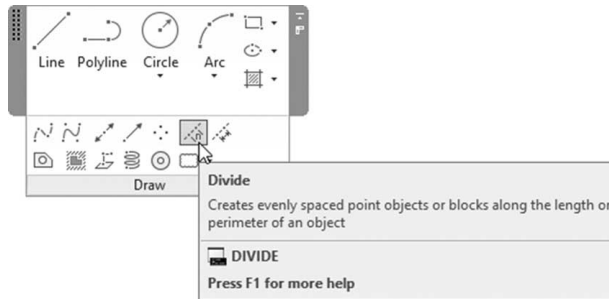 Line Polyline Circle Arc
Draw
Divide
Creates evenly spaced point objects or blocks along the length or
perimeter of an object
DIVIDE
Press F1 for more help